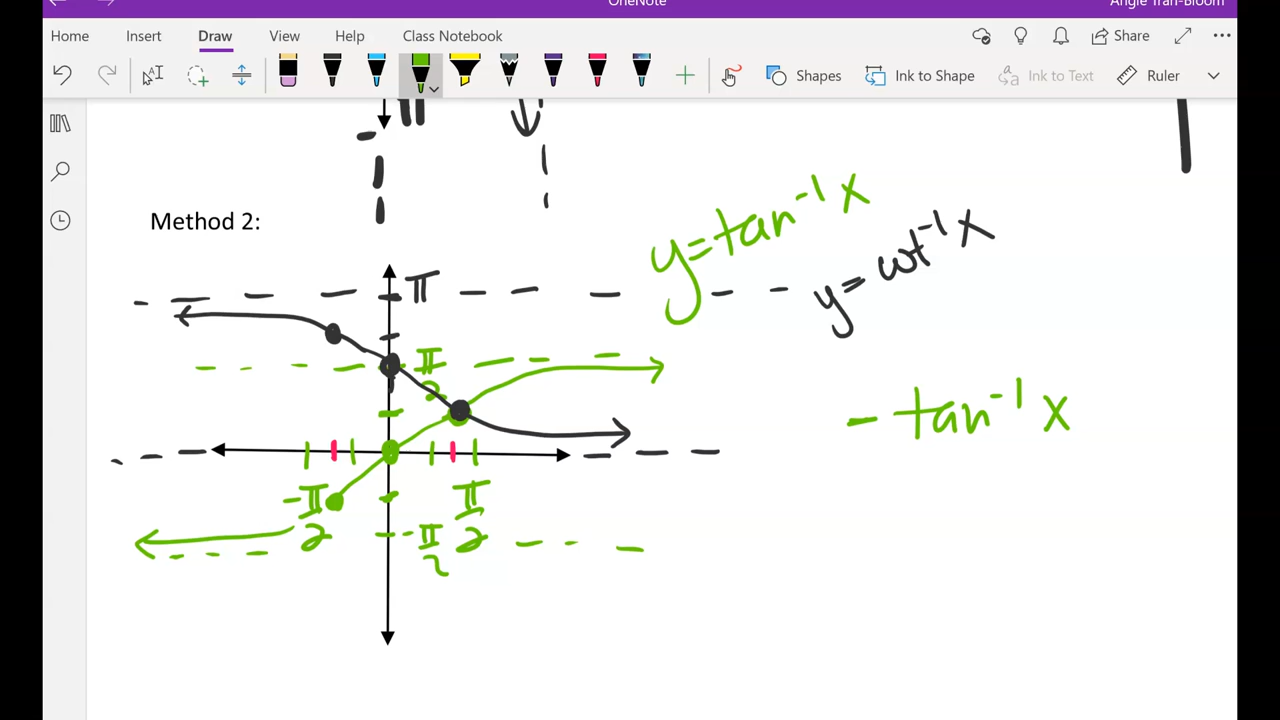 OneNote
Angie Tran-Bloom
Home Insert Draw View Help Class Notebook Share
Shapes Ink to Shape Ink to Text Ruler
π
Method 2:
y=tan⁻¹x
y=cot⁻¹x
π
π/2
-tan⁻¹x
-π/2
π/2
-π/2